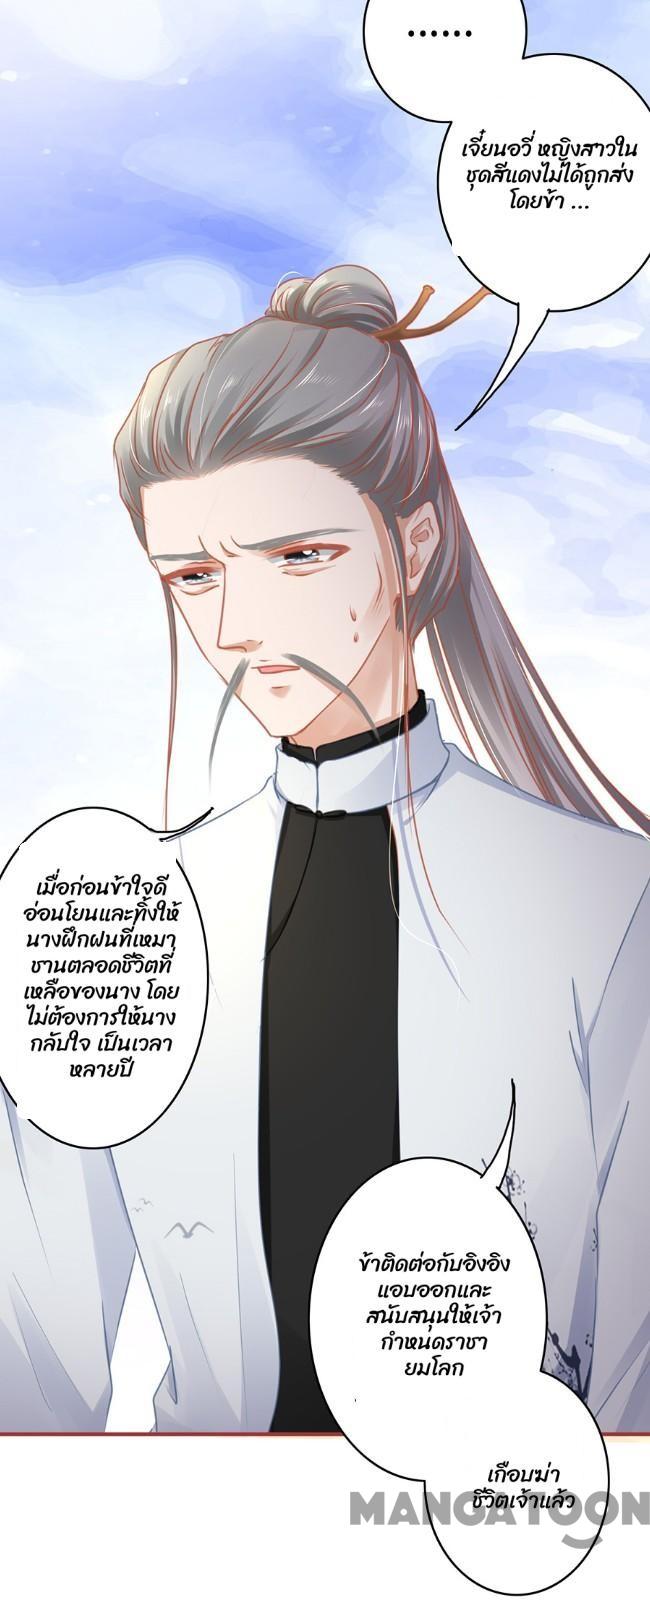 ......
เจี๋ยนอวี่ หญิงสาวใน
ชุดสีแดงไม่ได้ถูกส่ง
โดยข้า ...
เมื่อก่อนข้าใจดี
อ่อนโยนและทิ้งให้
นางฝึกฝนที่เหมา
ซานตลอดชีวิตที่
เหลือของนาง โดย
ไม่ต้องการให้นาง
กลับใจ เป็นเวลา
หลายปี
ข้าติดต่อกับอิงอิง
แอบออกและ
สนับสนุนให้เจ้า
กำหนดราชา
ยมโลก
เกือบฆ่า
ชีวิตเจ้าแล้ว
MANGATOON